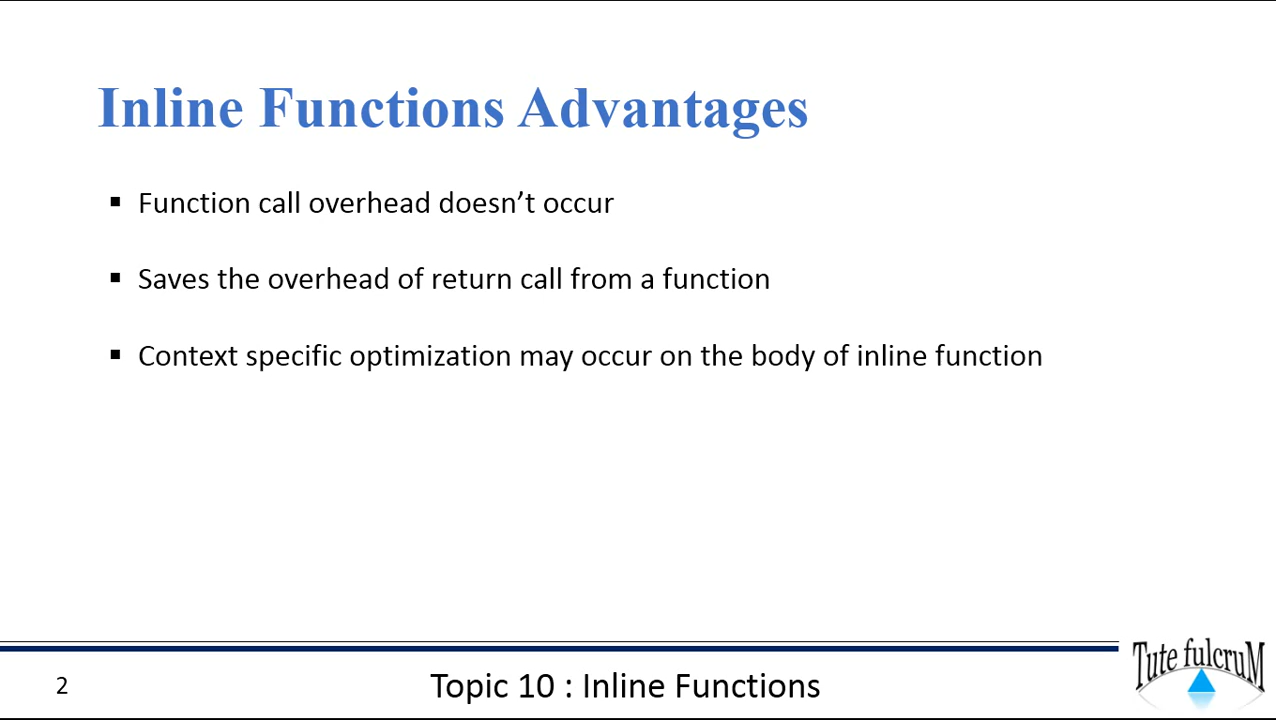 Inline Functions Advantages
▪ Function call overhead doesn’t occur
▪ Saves the overhead of return call from a function
▪ Context specific optimization may occur on the body of inline function
2
Topic 10 : Inline Functions
Tute fulcruM